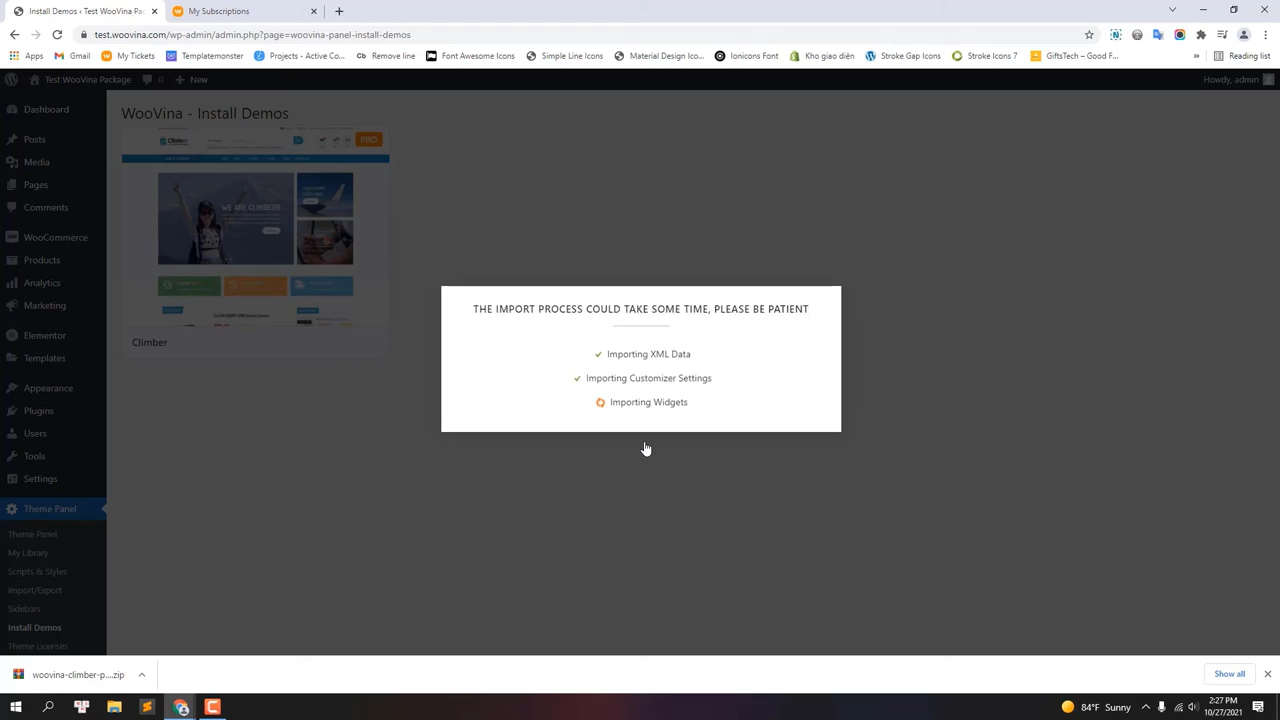 Install Demos ‹ Test WooVina Pa
My Subscriptions
test.woovina.com/wp-admin/admin.php?page=woovina-panel-install-demos
Apps
Gmail
My Tickets
Templatemonster
Projects - Active Co...
Remove line
Font Awesome Icons
Simple Line Icons
Material Design Ico...
Ionicons Font
Kho giao diện
Stroke Gap Icons
Stroke Icons 7
GiftsTech – Good F...
»
Reading list
Test WooVina Package
0
New
Howdy, admin
Dashboard
Posts
Media
Pages
Comments
WooCommerce
Products
Analytics
Marketing
Elementor
Templates
Appearance
Plugins
Users
Tools
Settings
Theme Panel
Theme Panel
My Library
Scripts & Styles
Import/Export
Sidebars
Install Demos
Theme Licenses
WooVina - Install Demos
Climber
PRO
WE ARE CLIMBERS
Climber
THE IMPORT PROCESS COULD TAKE SOME TIME, PLEASE BE PATIENT
Importing XML Data
Importing Customizer Settings
Importing Widgets
woovina-climber-p....zip
Show all
84°F Sunny
2:27 PM
10/27/2021